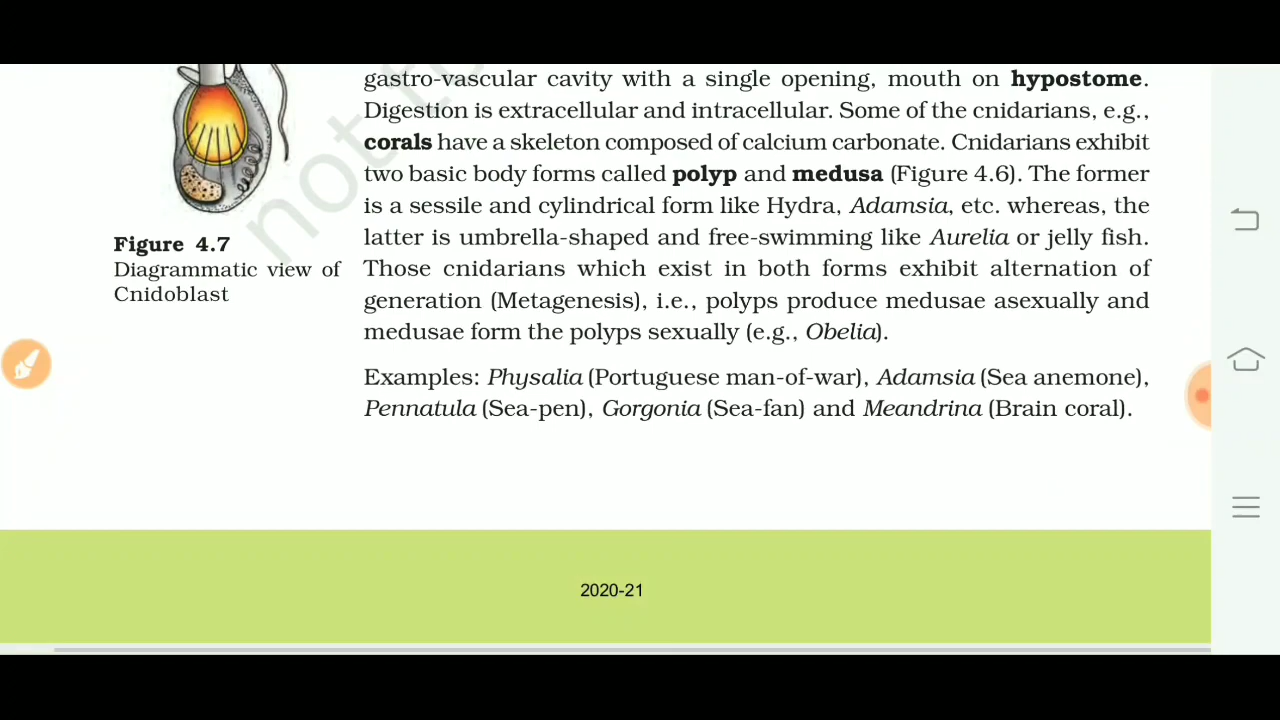 gastro-vascular cavity with a single opening, mouth on hypostome.
Digestion is extracellular and intracellular. Some of the cnidarians, e.g.,
corals have a skeleton composed of calcium carbonate. Cnidarians exhibit
two basic body forms called polyp and medusa (Figure 4.6). The former
is a sessile and cylindrical form like Hydra, Adamsia, etc. whereas, the
latter is umbrella-shaped and free-swimming like Aurelia or jelly fish.
Those cnidarians which exist in both forms exhibit alternation of
generation (Metagenesis), i.e., polyps produce medusae asexually and
medusae form the polyps sexually (e.g., Obelia).
Examples: Physalia (Portuguese man-of-war), Adamsia (Sea anemone),
Pennatula (Sea-pen), Gorgonia (Sea-fan) and Meandrina (Brain coral).
Figure 4.7
Diagrammatic view of
Cnidoblast
not
2020-21